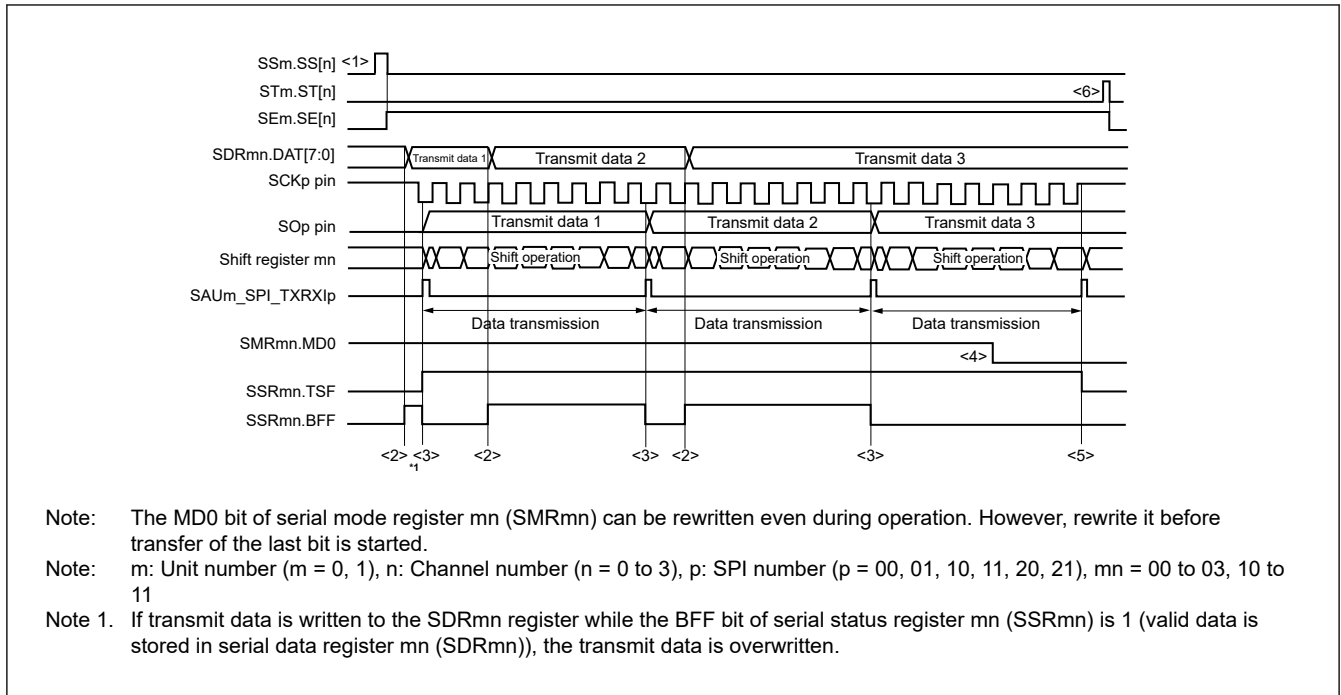 SSm.SS[n] <1>
STm.ST[n] <6>
SEm.SE[n]
SDRmn.DAT[7:0] Transmit data 1 Transmit data 2 Transmit data 3
SCKp pin
SOp pin Transmit data 1 Transmit data 2 Transmit data 3
Shift register mn Shift operation Shift operation Shift operation
SAUm_SPI_TXRXIp
Data transmission Data transmission Data transmission
SMRmn.MD0 <4>
SSRmn.TSF
SSRmn.BFF
<2> <3> <2> <3> <2> <3> <5>
*1
Note: The MD0 bit of serial mode register mn (SMRmn) can be rewritten even during operation. However, rewrite it before
transfer of the last bit is started.
Note: m: Unit number (m = 0, 1), n: Channel number (n = 0 to 3), p: SPI number (p = 00, 01, 10, 11, 20, 21), mn = 00 to 03, 10 to
11
Note 1. If transmit data is written to the SDRmn register while the BFF bit of serial status register mn (SSRmn) is 1 (valid data is
stored in serial data register mn (SDRmn)), the transmit data is overwritten.